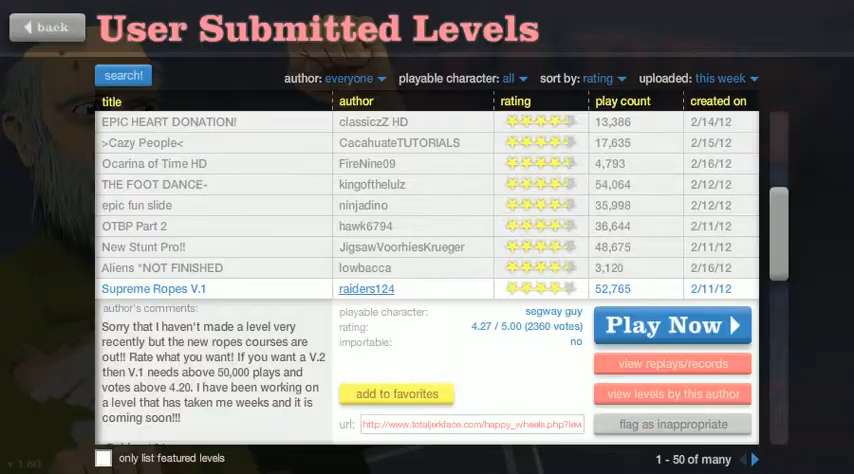 back
User Submitted Levels
search!
author: everyone playable character: all sort by: rating uploaded: this week
title author rating play count created on
EPIC HEART DONATION! classiczZ HD 13,386 2/14/12
>Cazy People< CacahuateTUTORIALS 17,635 2/15/12
Ocarina of Time HD FireNine09 4,793 2/16/12
THE FOOT DANCE- kingofthelulz 54,064 2/12/12
epic fun slide ninjadino 35,998 2/12/12
OTBP Part 2 hawk6794 36,644 2/11/12
New Stunt Pro!! JigsawVoorhiesKrueger 48,675 2/11/12
Aliens *NOT FINISHED lowbacca 3,120 2/16/12
Supreme Ropes V.1 raiders124 52,765 2/11/12
author's comments:
Sorry that I haven't made a level very
recently but the new ropes courses are
out!! Rate what you want! If you want a V.2
then V.1 needs above 50,000 plays and
votes above 4.20. I have been working on
a level that has taken me weeks and it is
coming soon!!!
playable character: segway guy
rating: 4.27 / 5.00 (2360 votes)
importable: no
add to favorites
url: http://www.totaljerkface.com/happy_wheels.php?lev
Play Now
view replays/records
view levels by this author
flag as inappropriate
only list featured levels
1 - 50 of many
v 1.60